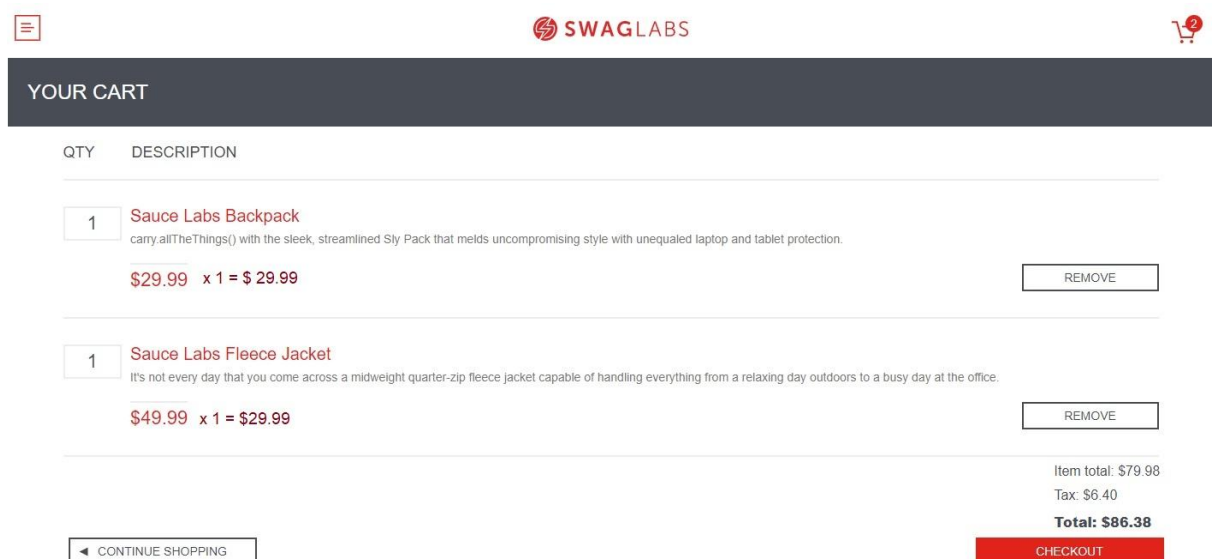 SWAGLABS
2
YOUR CART
QTY DESCRIPTION
1
Sauce Labs Backpack
carry.allTheThings() with the sleek, streamlined Sly Pack that melds uncompromising style with unequaled laptop and tablet protection.
$29.99 x 1 = $ 29.99
REMOVE
1
Sauce Labs Fleece Jacket
It's not every day that you come across a midweight quarter-zip fleece jacket capable of handling everything from a relaxing day outdoors to a busy day at the office.
$49.99 x 1 = $29.99
REMOVE
Item total: $79.98
Tax: $6.40
Total: $86.38
CONTINUE SHOPPING
CHECKOUT